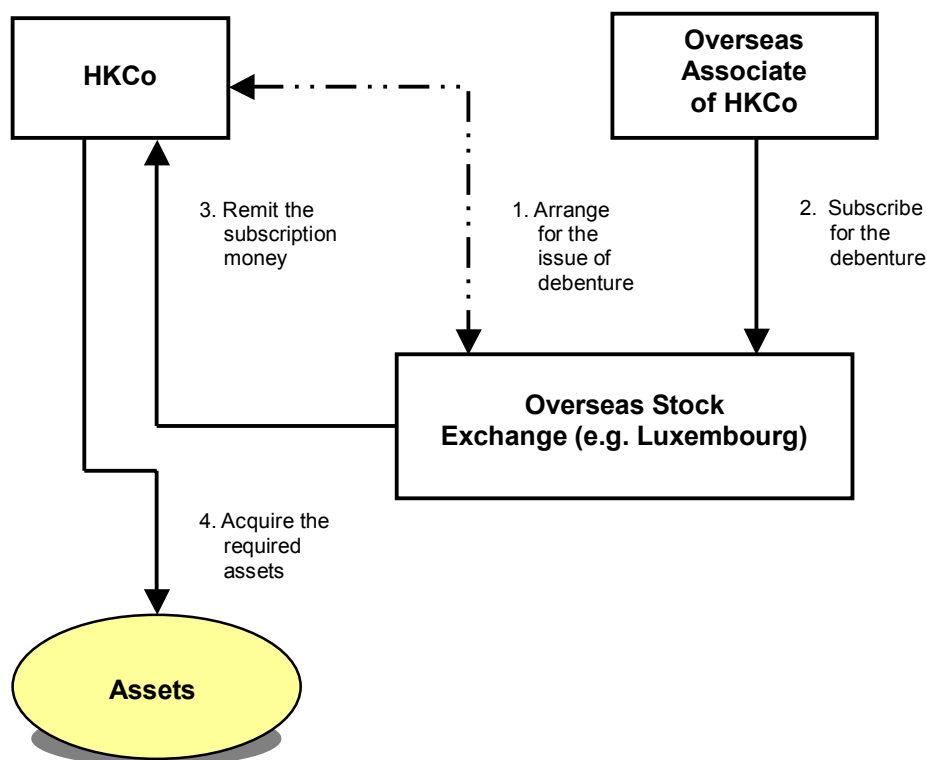 HKCo
Overseas
Associate
of HKCo
3. Remit the
subscription
money
1. Arrange
for the
issue of
debenture
2. Subscribe
for the
debenture
Overseas Stock
Exchange (e.g. Luxembourg)
4. Acquire the
required
assets
Assets